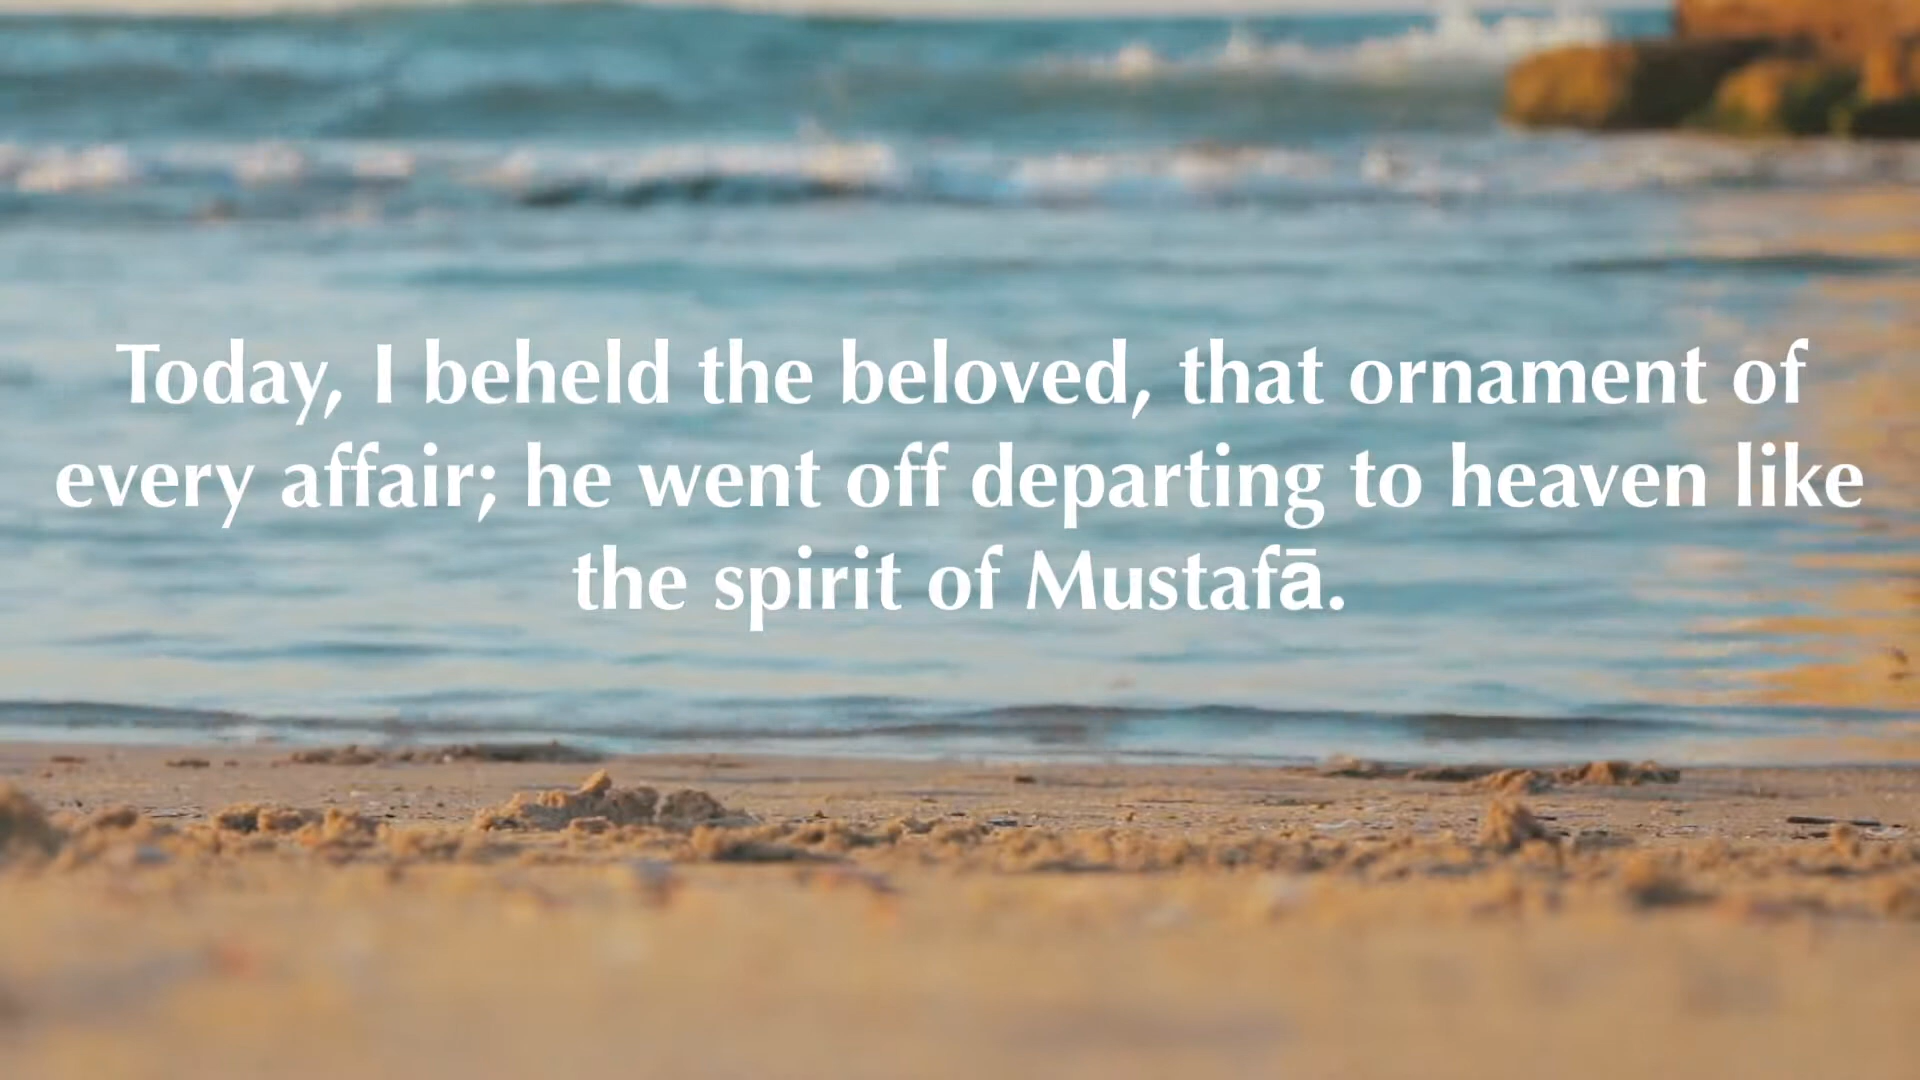 Today, I beheld the beloved, that ornament of
every affair; he went off departing to heaven like
the spirit of Mustafā.